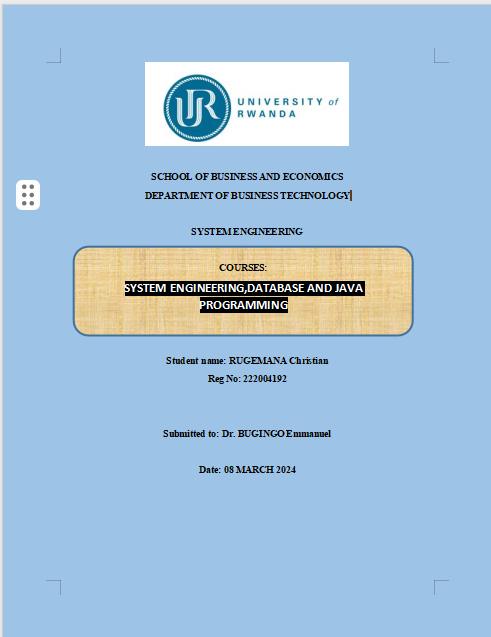 UNIVERSITY of
RWANDA
SCHOOL OF BUSINESS AND ECONOMICS
DEPARTMENT OF BUSINESS TECHNOLOGY
SYSTEM ENGINEERING
COURSES:
SYSTEM ENGINEERING,DATABASE AND JAVA
PROGRAMMING
Student name: RUGEMANA Christian
Reg No: 222004192
Submitted to: Dr. BUGINGO Emmanuel
Date: 08 MARCH 2024